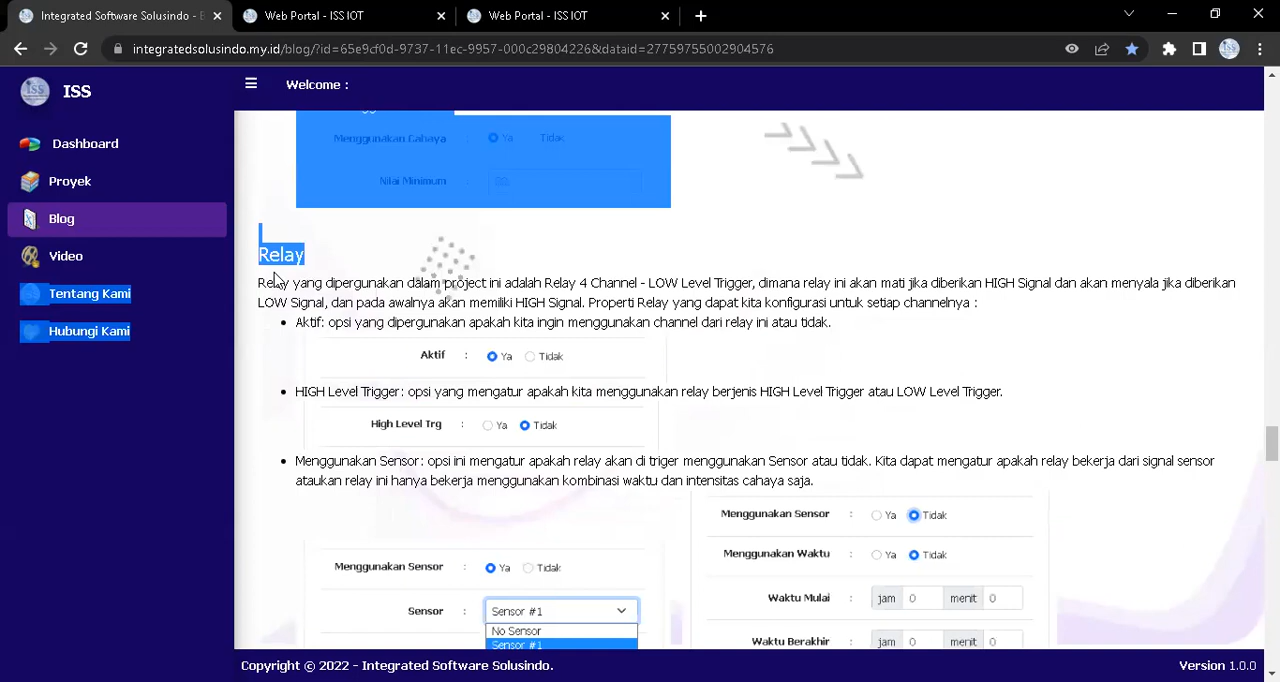 Integrated Software Solusindo - B
Web Portal - ISS IOT
Web Portal - ISS IOT
integratedsolusindo.my.id/blog/?id=65e9cf0d-9737-11ec-9957-000c29804226&dataid=27759755002904576
ISS
Welcome :
Dashboard
Proyek
Blog
Video
Tentang Kami
Hubungi Kami
Menggunakan Cahaya : Ya Tidak
Nilai Minimum :
Relay
Relay yang dipergunakan dalam project ini adalah Relay 4 Channel - LOW Level Trigger, dimana relay ini akan mati jika diberikan HIGH Signal dan akan menyala jika diberikan
LOW Signal, dan pada awalnya akan memiliki HIGH Signal. Properti Relay yang dapat kita konfigurasi untuk setiap channelnya :
Aktif: opsi yang dipergunakan apakah kita ingin menggunakan channel dari relay ini atau tidak.
Aktif : Ya Tidak
HIGH Level Trigger: opsi yang mengatur apakah kita menggunakan relay berjenis HIGH Level Trigger atau LOW Level Trigger.
High Level Trg : Ya Tidak
Menggunakan Sensor: opsi ini mengatur apakah relay akan di triger menggunakan Sensor atau tidak. Kita dapat mengatur apakah relay bekerja dari signal sensor
ataukan relay ini hanya bekerja menggunakan kombinasi waktu dan intensitas cahaya saja.
Menggunakan Sensor : Ya Tidak
Sensor : Sensor #1
No Sensor
Sensor #1
Menggunakan Sensor : Ya Tidak
Menggunakan Waktu : Ya Tidak
Waktu Mulai : jam 0 menit 0
Waktu Berakhir : jam 0 menit 0
Copyright © 2022 - Integrated Software Solusindo.
Version 1.0.0